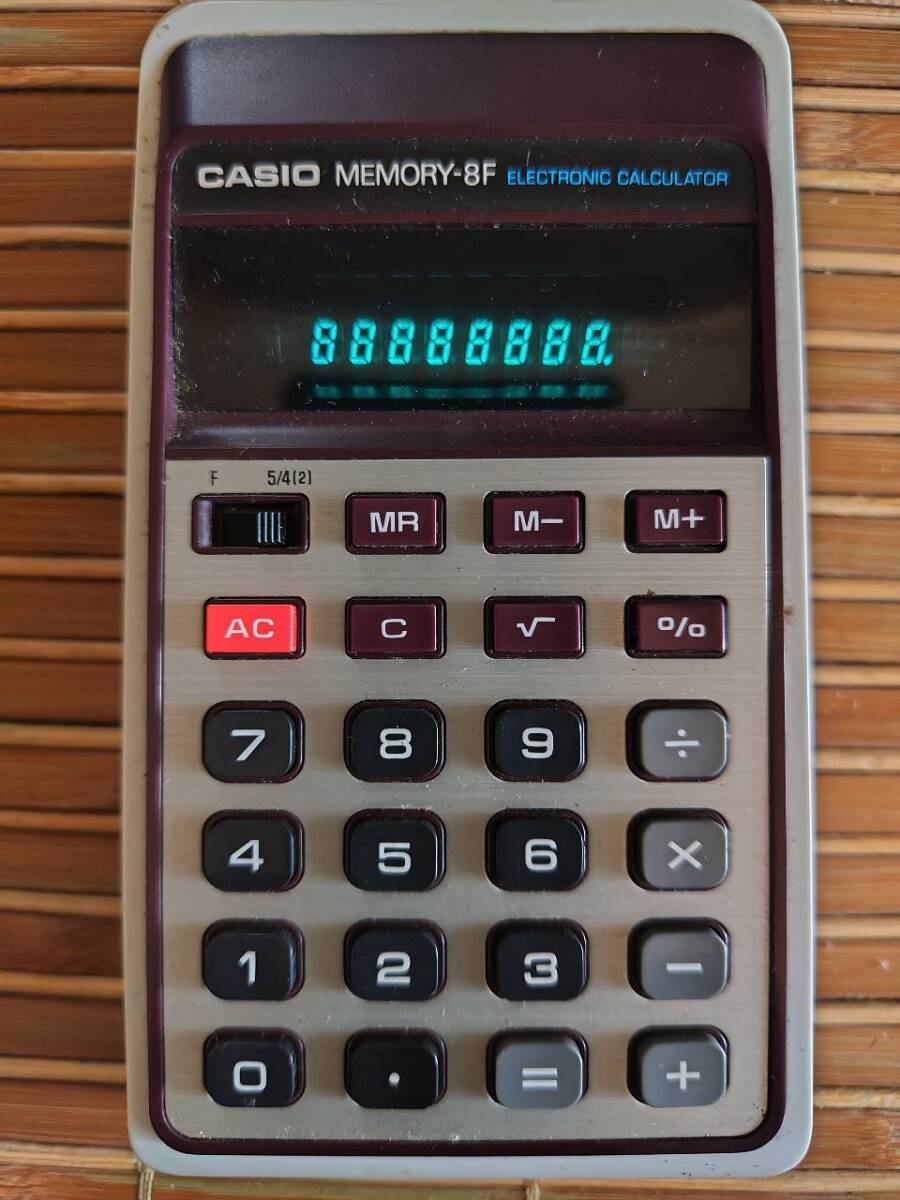 CASIO MEMORY-8F ELECTRONIC CALCULATOR
88888888.
F 5/4(2)
MR M− M+
AC C √ %
7 8 9 ÷
4 5 6 ×
1 2 3 −
0 . = +